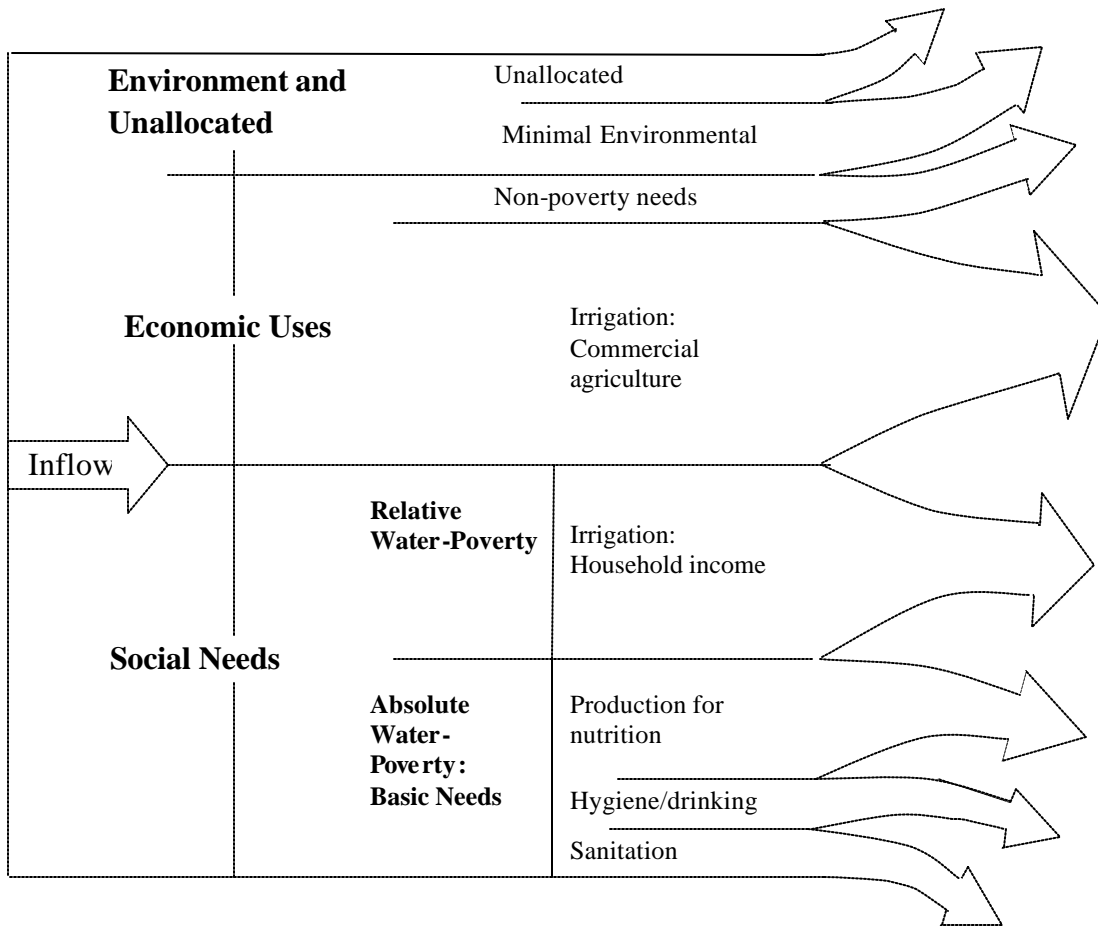 Environment and
Unallocated
Unallocated
Minimal Environmental
Non-poverty needs
Economic Uses
Irrigation:
Commercial
agriculture
Inflow
Relative
Water-Poverty
Irrigation:
Household income
Social Needs
Absolute
Water-
Poverty:
Basic Needs
Production for
nutrition
Hygiene/drinking
Sanitation